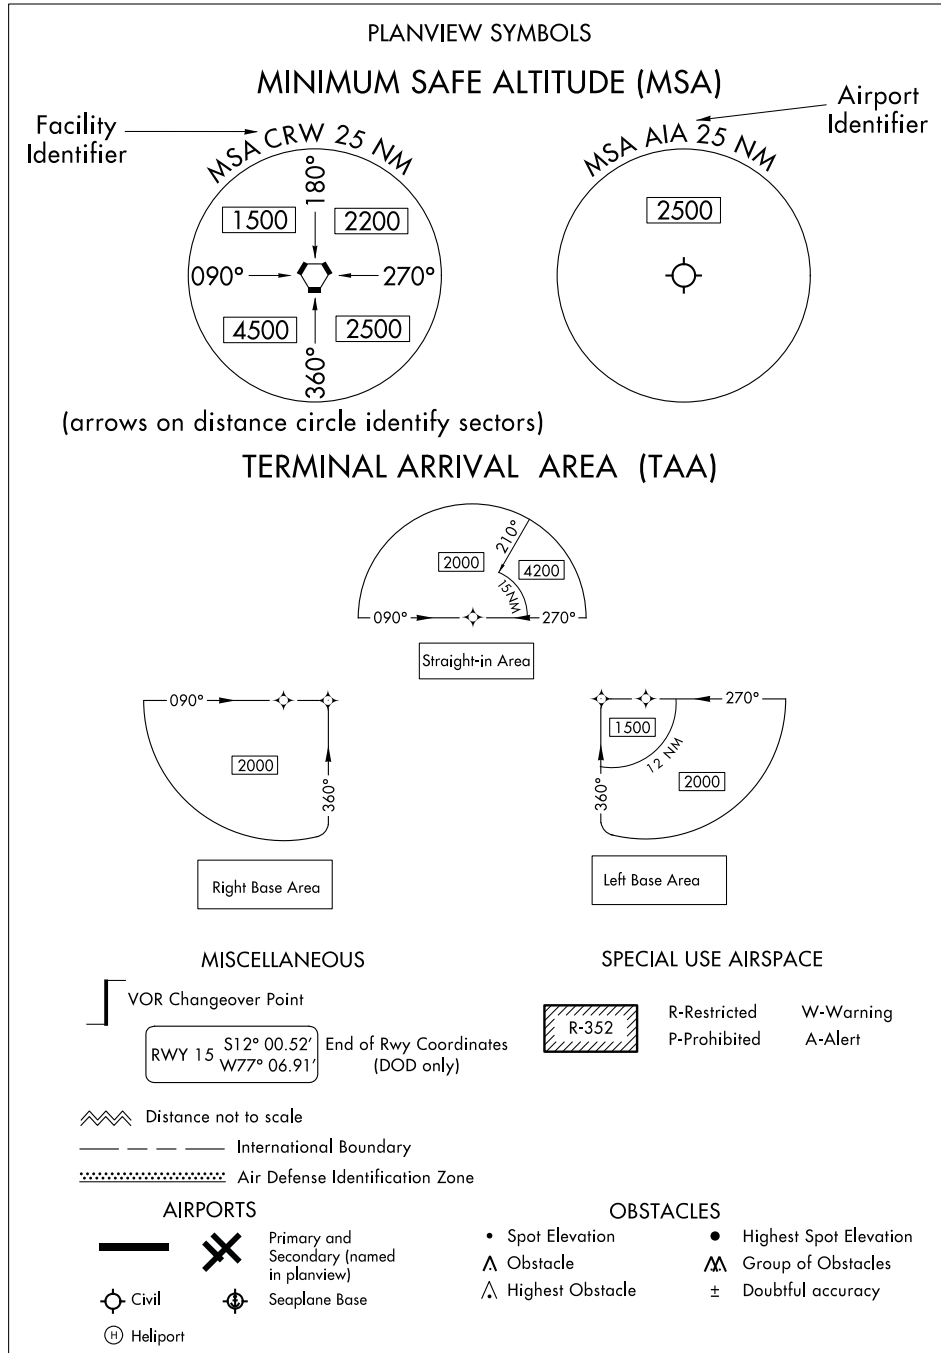 PLANVIEW SYMBOLS
MINIMUM SAFE ALTITUDE (MSA)
Facility
Identifier
MSA CRW 25 NM
180°
1500
2200
090°
270°
4500
2500
360°
Airport
Identifier
MSA AIA 25 NM
2500
(arrows on distance circle identify sectors)
TERMINAL ARRIVAL AREA (TAA)
210°
2000
4200
15 NM
090°
270°
Straight-in Area
090°
2000
360°
Right Base Area
270°
1500
12 NM
2000
360°
Left Base Area
MISCELLANEOUS
VOR Changeover Point
RWY 15
S12° 00.52'
W77° 06.91'
End of Rwy Coordinates
(DOD only)
Distance not to scale
International Boundary
Air Defense Identification Zone
SPECIAL USE AIRSPACE
R-352
R-Restricted
W-Warning
P-Prohibited
A-Alert
AIRPORTS
Primary and
Secondary (named
in planview)
Civil
Seaplane Base
H
Heliport
OBSTACLES
Spot Elevation
Highest Spot Elevation
Obstacle
Group of Obstacles
Highest Obstacle
± Doubtful accuracy